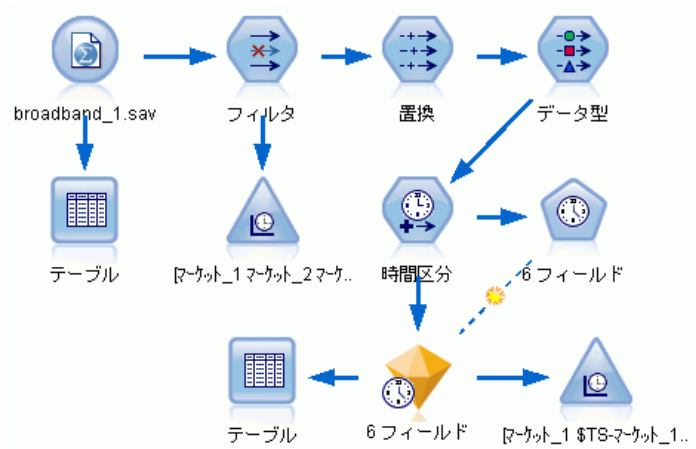 broadband_1.sav
フィルタ
置換
データ型
テーブル
[マーケット_1 マーケット_2 マーケ..
時間区分
6 フィールド
テーブル
6 フィールド
[マーケット_1 $TS-マーケット_1..